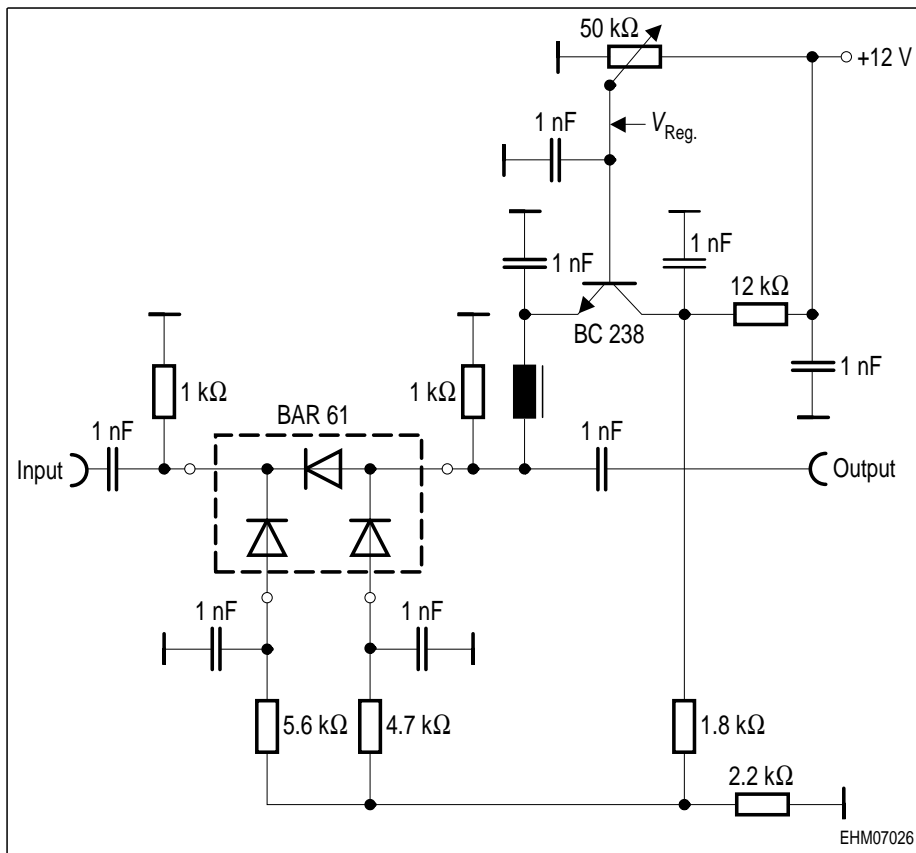 50 kΩ
+12 V
1 nF
V Reg.
1 nF
1 nF
12 kΩ
BC 238
1 nF
1 kΩ
1 kΩ
BAR 61
1 nF
1 nF
Input
Output
1 nF
1 nF
5.6 kΩ
4.7 kΩ
1.8 kΩ
2.2 kΩ
EHM07026